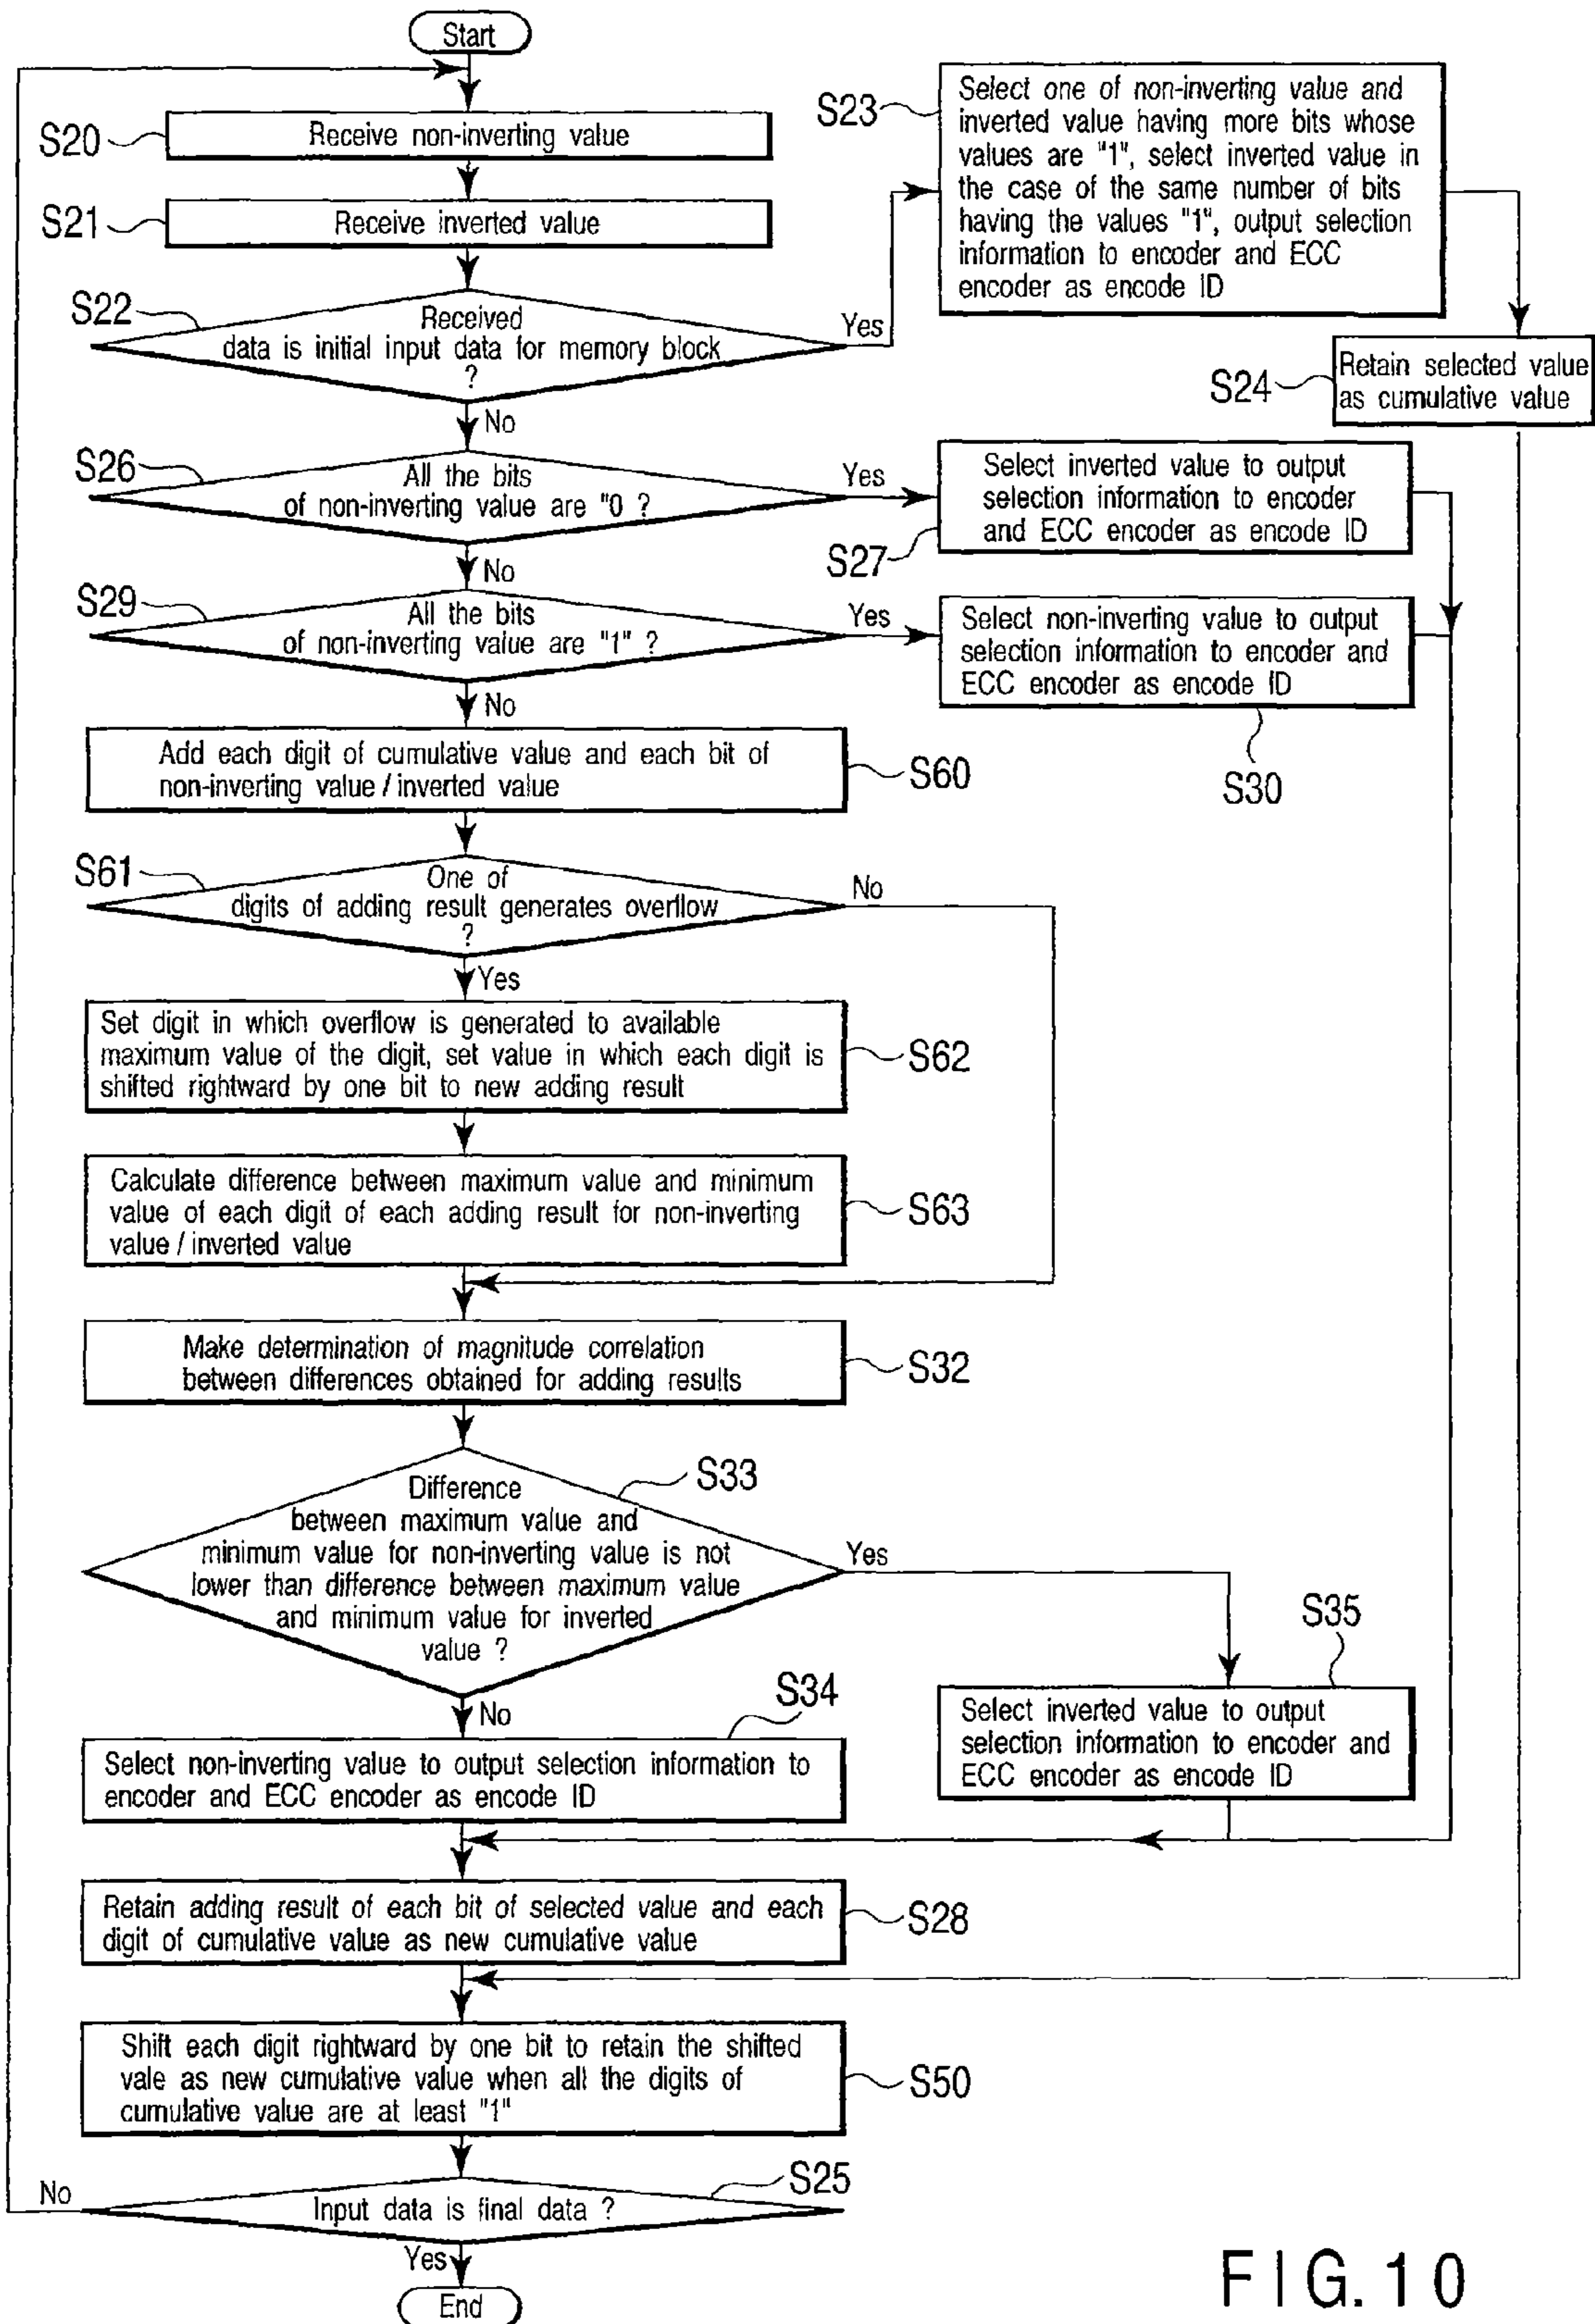 Start
S20
Receive non-inverting value
S21
Receive inverted value
S22
Received
data is initial input data for memory block
?
Yes
No
S23
Select one of non-inverting value and
inverted value having more bits whose
values are "1", select inverted value in
the case of the same number of bits
having the values "1", output selection
information to encoder and ECC
encoder as encode ID
S24
Retain selected value
as cumulative value
S26
All the bits
of non-inverting value are "0 ?
Yes
No
Select inverted value to output
selection information to encoder
and ECC encoder as encode ID
S27
S29
All the bits
of non-inverting value are "1" ?
Yes
No
Select non-inverting value to output
selection information to encoder and
ECC encoder as encode ID
S30
Add each digit of cumulative value and each bit of
non-inverting value / inverted value
S60
S61
One of
digits of adding result generates overflow
?
No
Yes
Set digit in which overflow is generated to available
maximum value of the digit, set value in which each digit is
shifted rightward by one bit to new adding result
S62
Calculate difference between maximum value and minimum
value of each digit of each adding result for non-inverting
value / inverted value
S63
Make determination of magnitude correlation
between differences obtained for adding results
S32
S33
Difference
between maximum value and
minimum value for non-inverting value is not
lower than difference between maximum value
and minimum value for inverted
value ?
Yes
No
S35
Select inverted value to output
selection information to encoder and
ECC encoder as encode ID
S34
Select non-inverting value to output selection information to
encoder and ECC encoder as encode ID
Retain adding result of each bit of selected value and each
digit of cumulative value as new cumulative value
S28
Shift each digit rightward by one bit to retain the shifted
vale as new cumulative value when all the digits of
cumulative value are at least "1"
S50
S25
Input data is final data ?
No
Yes
End
FIG. 10